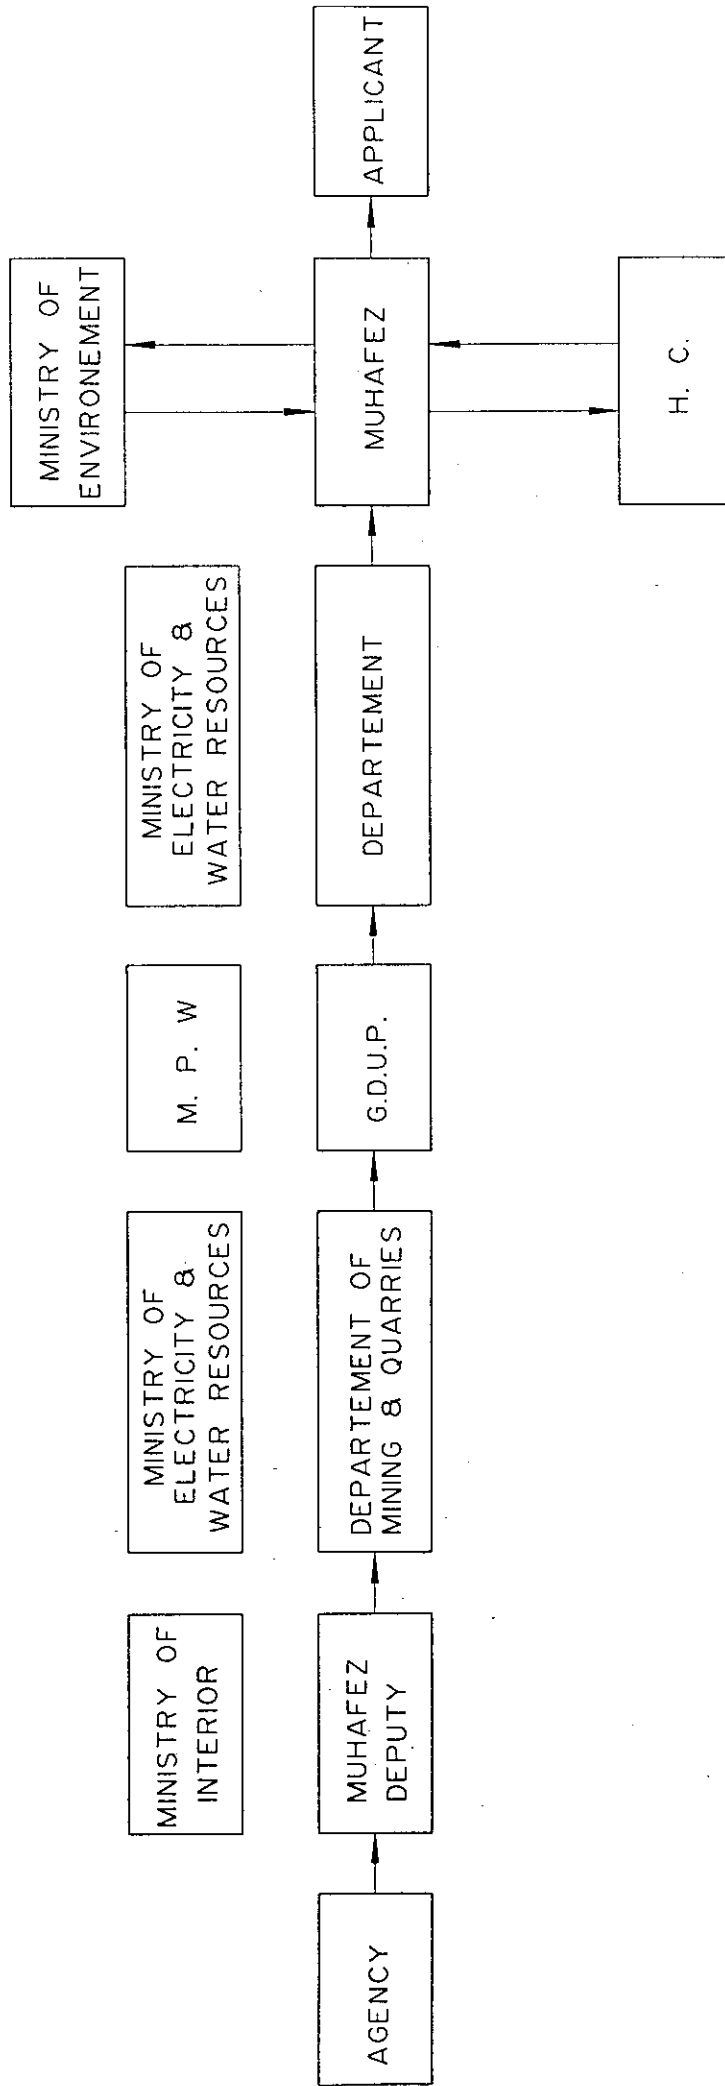 MINISTRY OF
ENVIRONEMENT
MINISTRY OF
INTERIOR
MINISTRY OF
ELECTRICITY &
WATER RESOURCES
M. P. W
MINISTRY OF
ELECTRICITY &
WATER RESOURCES
AGENCY
MUHAFEZ
DEPUTY
DEPARTEMENT OF
MINING & QUARRIES
G.D.U.P.
DEPARTEMENT
MUHAFEZ
APPLICANT
H. C.